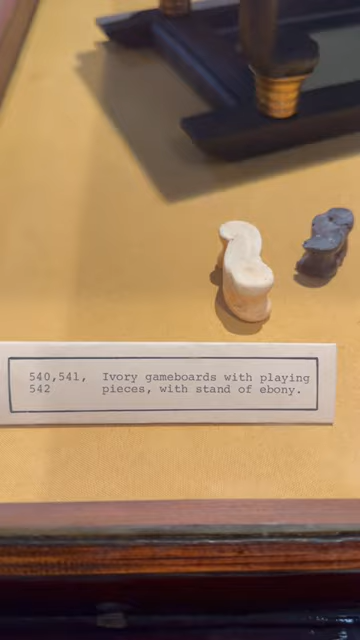 540,541, Ivory gameboards with playing
542 pieces, with stand of ebony.